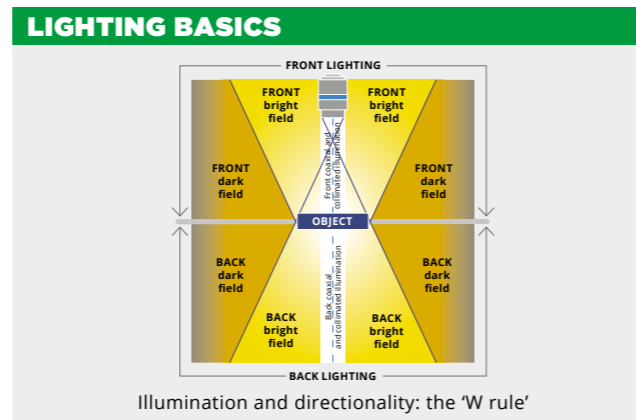 LIGHTING BASICS
FRONT LIGHTING
FRONT
bright
field
FRONT
bright
field
Front coaxial and
collimated illumination
FRONT
dark
field
FRONT
dark
field
OBJECT
BACK
dark
field
BACK
dark
field
Back coaxial
and collimated illumination
BACK
bright
field
BACK
bright
field
BACK LIGHTING
Illumination and directionality: the ‘W rule’